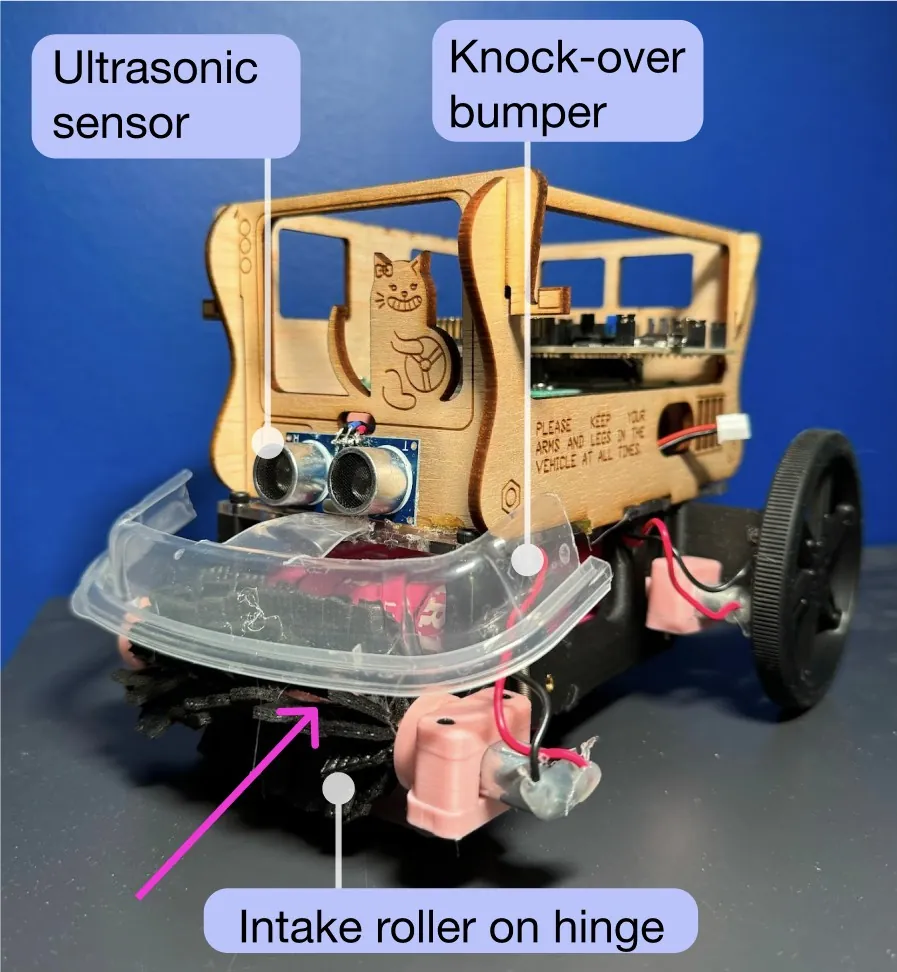 Ultrasonic
sensor
Knock-over
bumper
PLEASE KEEP YOUR
ARMS AND LEGS IN THE
VEHICLE AT ALL TIMES.
T
Intake roller on hinge